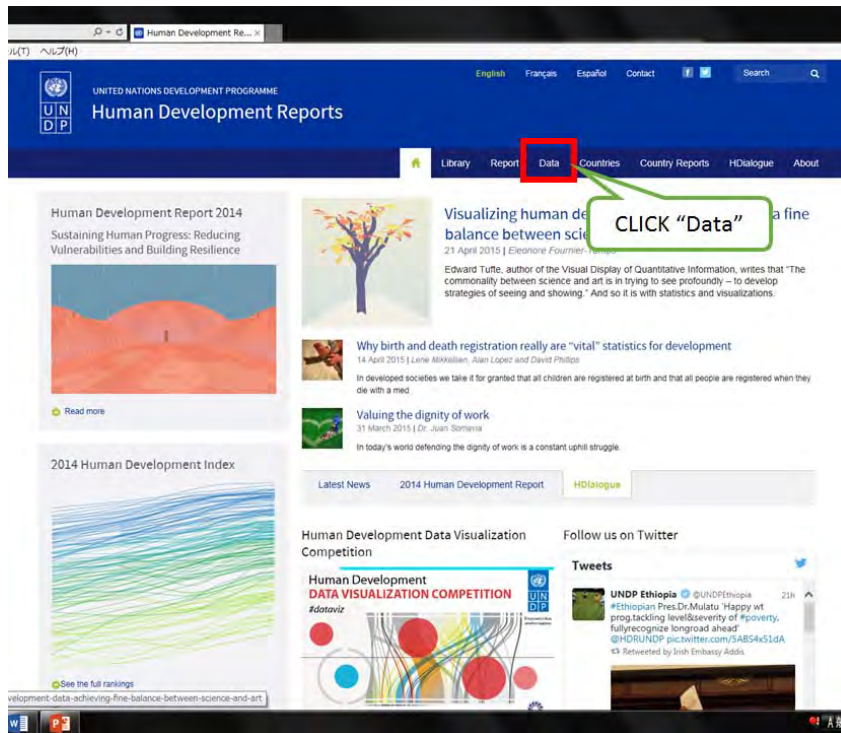 Human Development Re... ×
ル(T) ヘルプ(H)
English Français Español Contact Search
UNITED NATIONS DEVELOPMENT PROGRAMME
Human Development Reports
U N
D P
Library Report Data Countries Country Reports HDialogue About
CLICK "Data"
Human Development Report 2014
Sustaining Human Progress: Reducing
Vulnerabilities and Building Resilience
Read more
2014 Human Development Index
See the full rankings
Visualizing human de a fine
balance between scie
21 April 2015 | Eleonore Fournier-
Edward Tufte, author of the Visual Display of Quantitative Information, writes that "The
commonality between science and art is in trying to see profoundly – to develop
strategies of seeing and showing." And so it is with statistics and visualizations.
Why birth and death registration really are "vital" statistics for development
14 April 2015 | Lene Mikkelsen, Alan Lopez and David Phillips
In developed societies we take it for granted that all children are registered at birth and that all people are registered when they
die with a med
Valuing the dignity of work
31 March 2015 | Dr. Juan Somavia
In today's world defending the dignity of work is a constant uphill struggle.
Latest News 2014 Human Development Report HDialogue
Human Development Data Visualization
Competition
Human Development
DATA VISUALIZATION COMPETITION
#dataviz
U N
D P
Follow us on Twitter
Tweets
UNDP Ethiopia @UNDPEthiopia 21h
#Ethiopian Pres.Dr.Mulatu 'Happy wt
prog.tackling level&severity of #poverty,
fullyrecognize longroad ahead'
@HDRUNDP pic.twitter.com/5ABS4xS1dA
Retweeted by Irish Embassy Addis
velopment-data-achieving-fine-balance-between-science-and-art